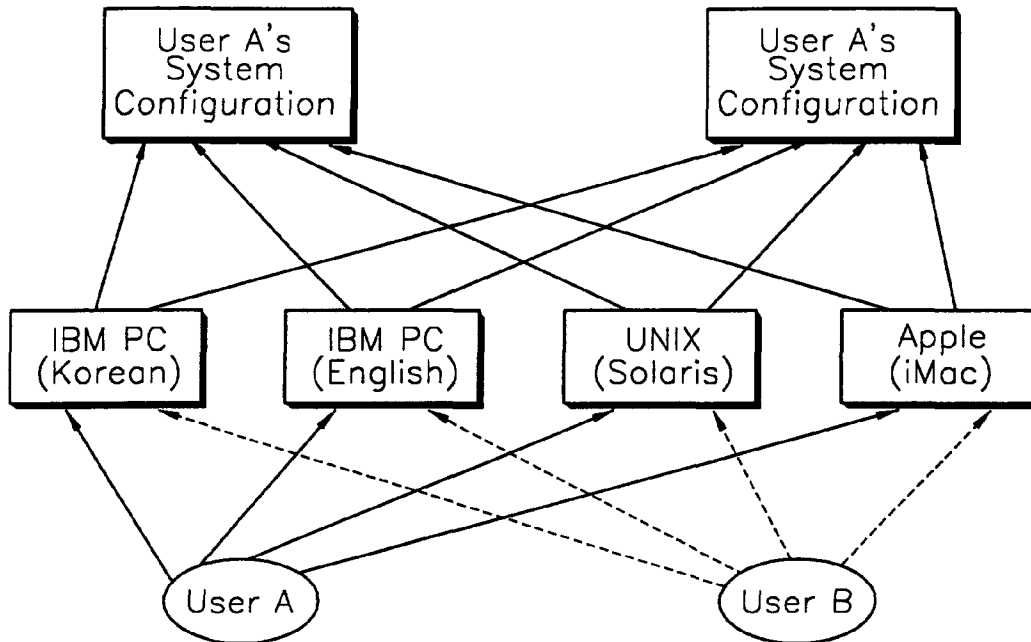 User A's
System
Configuration
User A's
System
Configuration
IBM PC
(Korean)
IBM PC
(English)
UNIX
(Solaris)
Apple
(iMac)
User A
User B